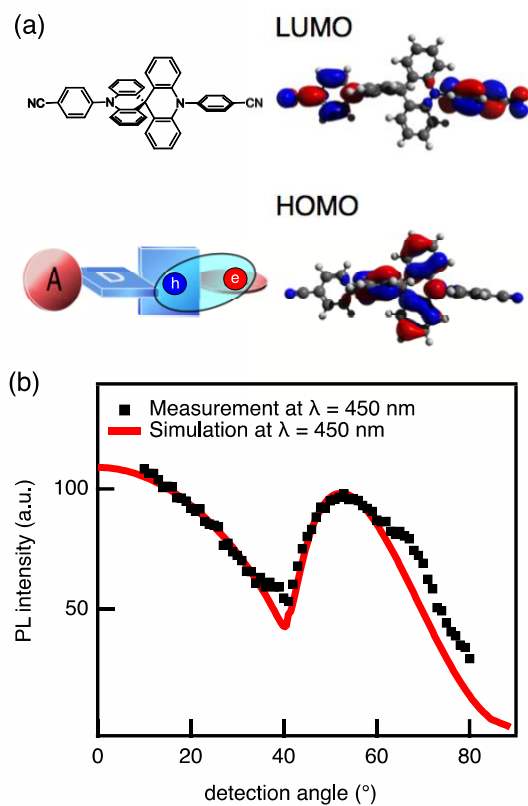 (a)
LUMO
NC
N
N
CN
HOMO
A
D
h
e
(b)
Measurement at λ = 450 nm
Simulation at λ = 450 nm
PL intensity (a.u.)
100
50
0
20
40
60
80
detection angle (°)